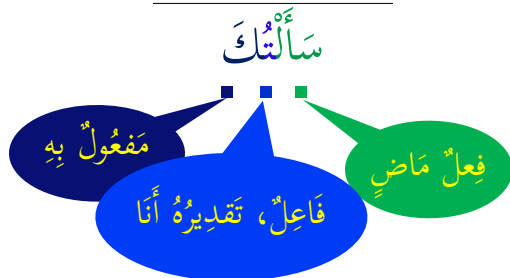 سَأَلْتُكَ
فِعلٌ مَاضٍ
فَاعِلٌ، تَقدِيرُهُ أَنَا
مَفعُولٌ بِهِ